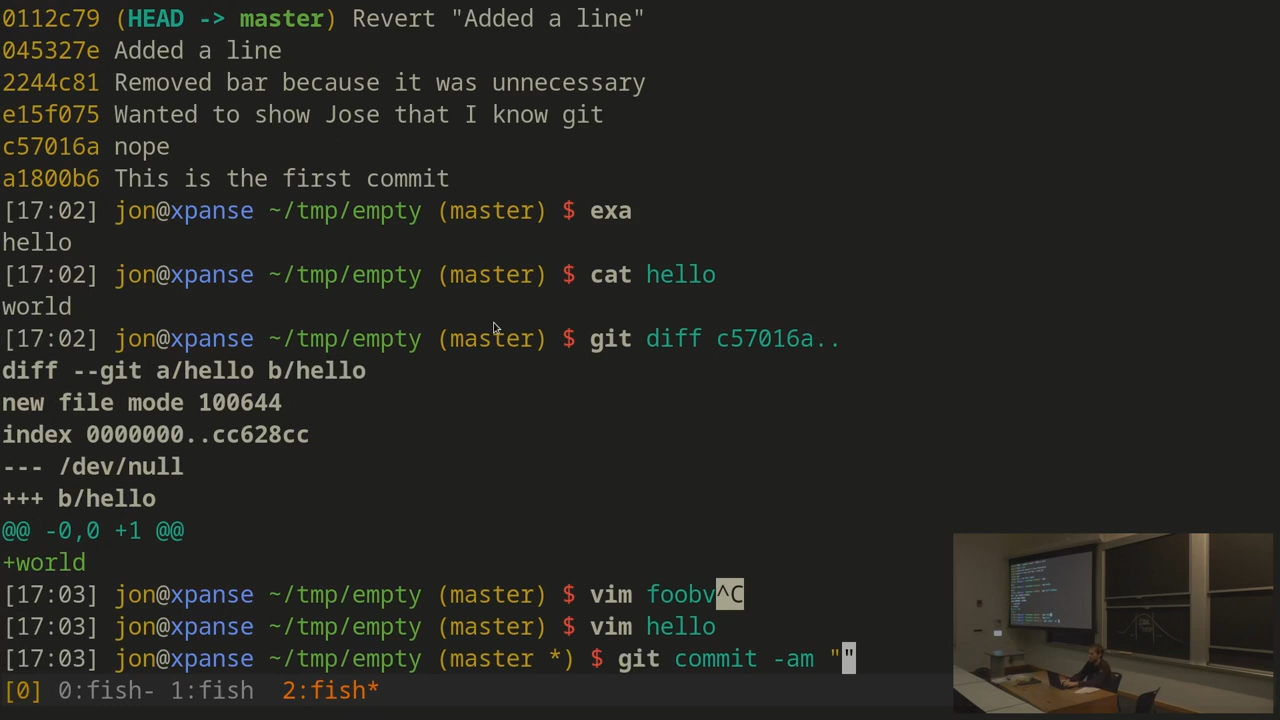 0112c79 (HEAD -> master) Revert "Added a line"
045327e Added a line
2244c81 Removed bar because it was unnecessary
e15f075 Wanted to show Jose that I know git
c57016a nope
a1800b6 This is the first commit
[17:02] jon@xpanse ~/tmp/empty (master) $ exa
hello
[17:02] jon@xpanse ~/tmp/empty (master) $ cat hello
world
[17:02] jon@xpanse ~/tmp/empty (master) $ git diff c57016a..
diff --git a/hello b/hello
new file mode 100644
index 0000000..cc628cc
--- /dev/null
+++ b/hello
@@ -0,0 +1 @@
+world
[17:03] jon@xpanse ~/tmp/empty (master) $ vim foobv^C
[17:03] jon@xpanse ~/tmp/empty (master) $ vim hello
[17:03] jon@xpanse ~/tmp/empty (master *) $ git commit -am ""
[0] 0:fish- 1:fish 2:fish*